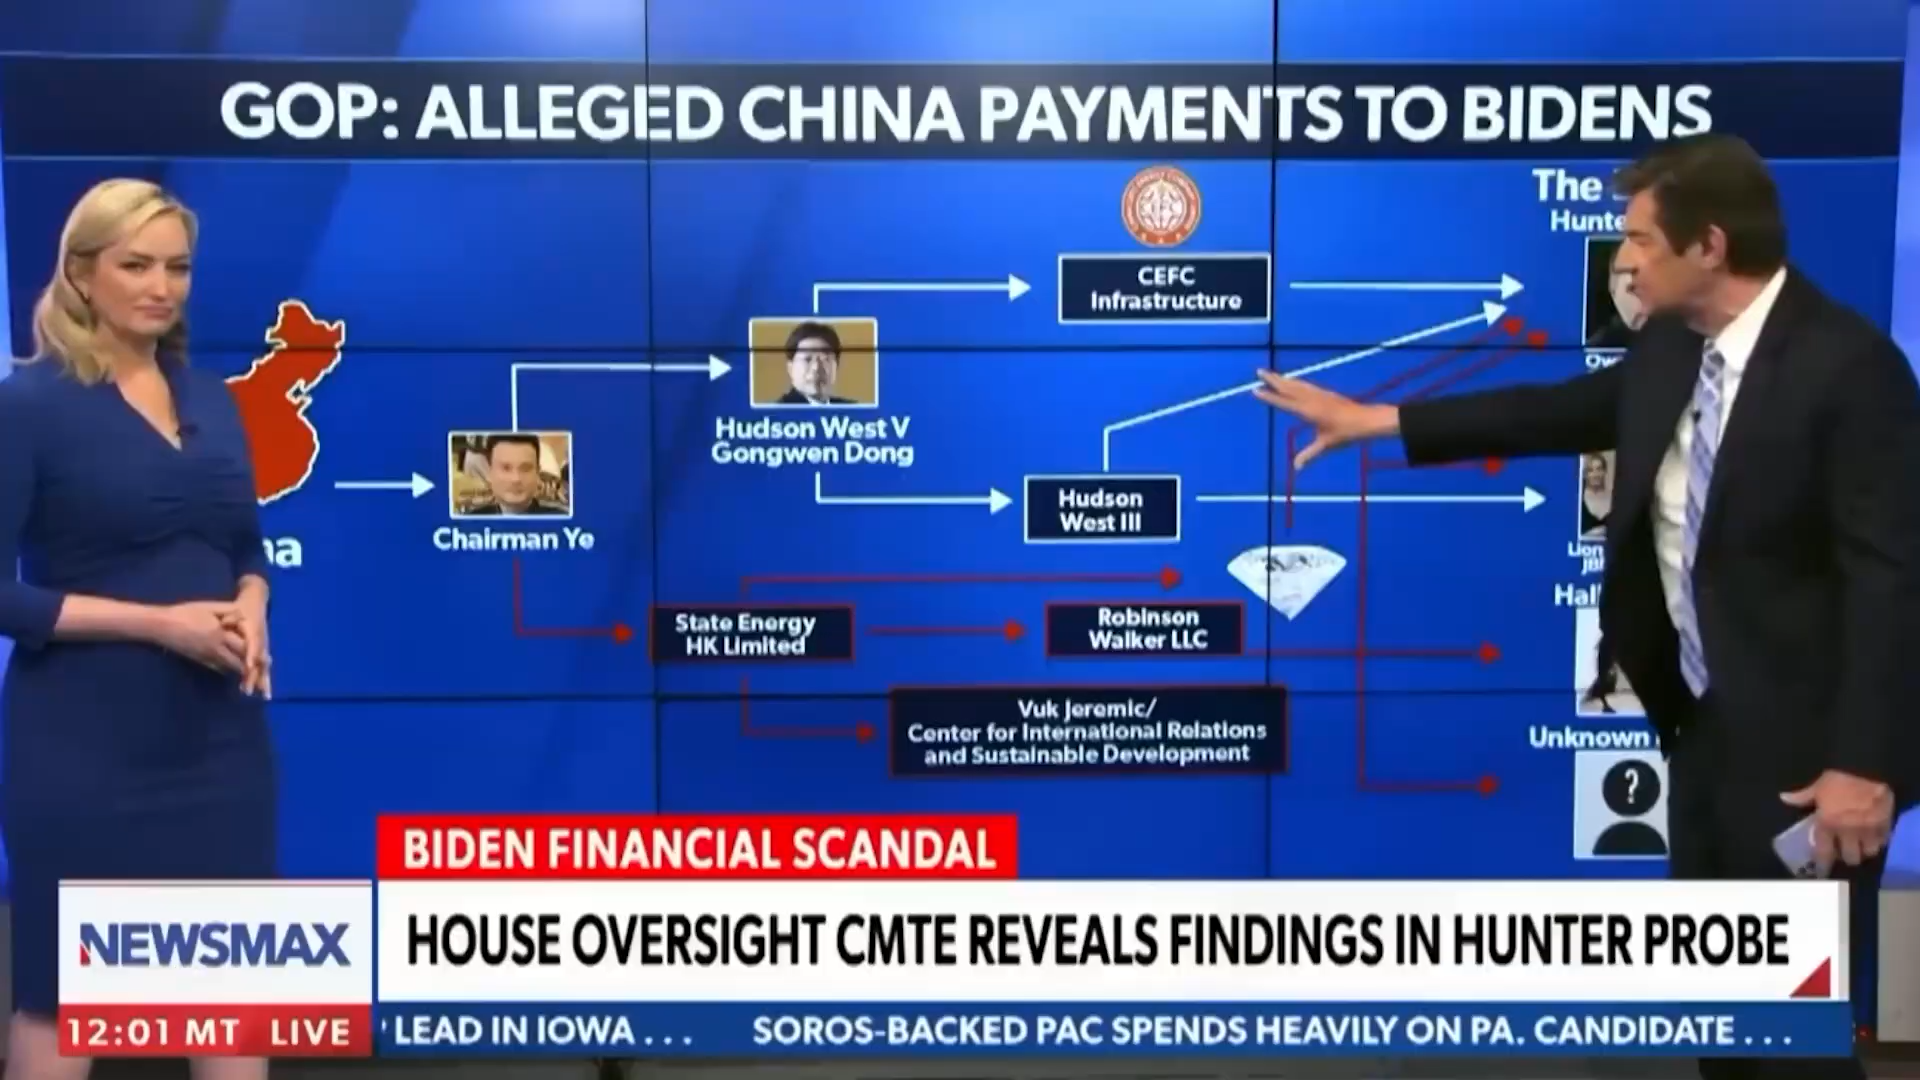 GOP: ALLEGED CHINA PAYMENTS TO BIDENS
The
CEFC
Infrastructure
Hudson West V
Gongwen Dong
Hudson
West III
Chairman Ye
State Energy
HK Limited
Robinson
Walker LLC
Vuk Jeremic/
Center for International Relations
and Sustainable Development
Unknown
?
BIDEN FINANCIAL SCANDAL
NEWSMAX
HOUSE OVERSIGHT CMTE REVEALS FINDINGS IN HUNTER PROBE
12:01 MT LIVE
LEAD IN IOWA... SOROS-BACKED PAC SPENDS HEAVILY ON PA. CANDIDATE...